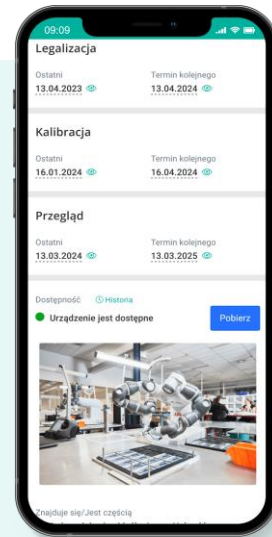 09:09
Legalizacja
Ostatni Termin kolejnego
13.04.2023 13.04.2024
Kalibracja
Ostatni Termin kolejnego
16.01.2024 16.04.2024
Przegląd
Ostatni Termin kolejnego
13.03.2024 13.03.2025
Dostępność Historia
Urządzenie jest dostępne Pobierz
Znajduje się/Jest częścią